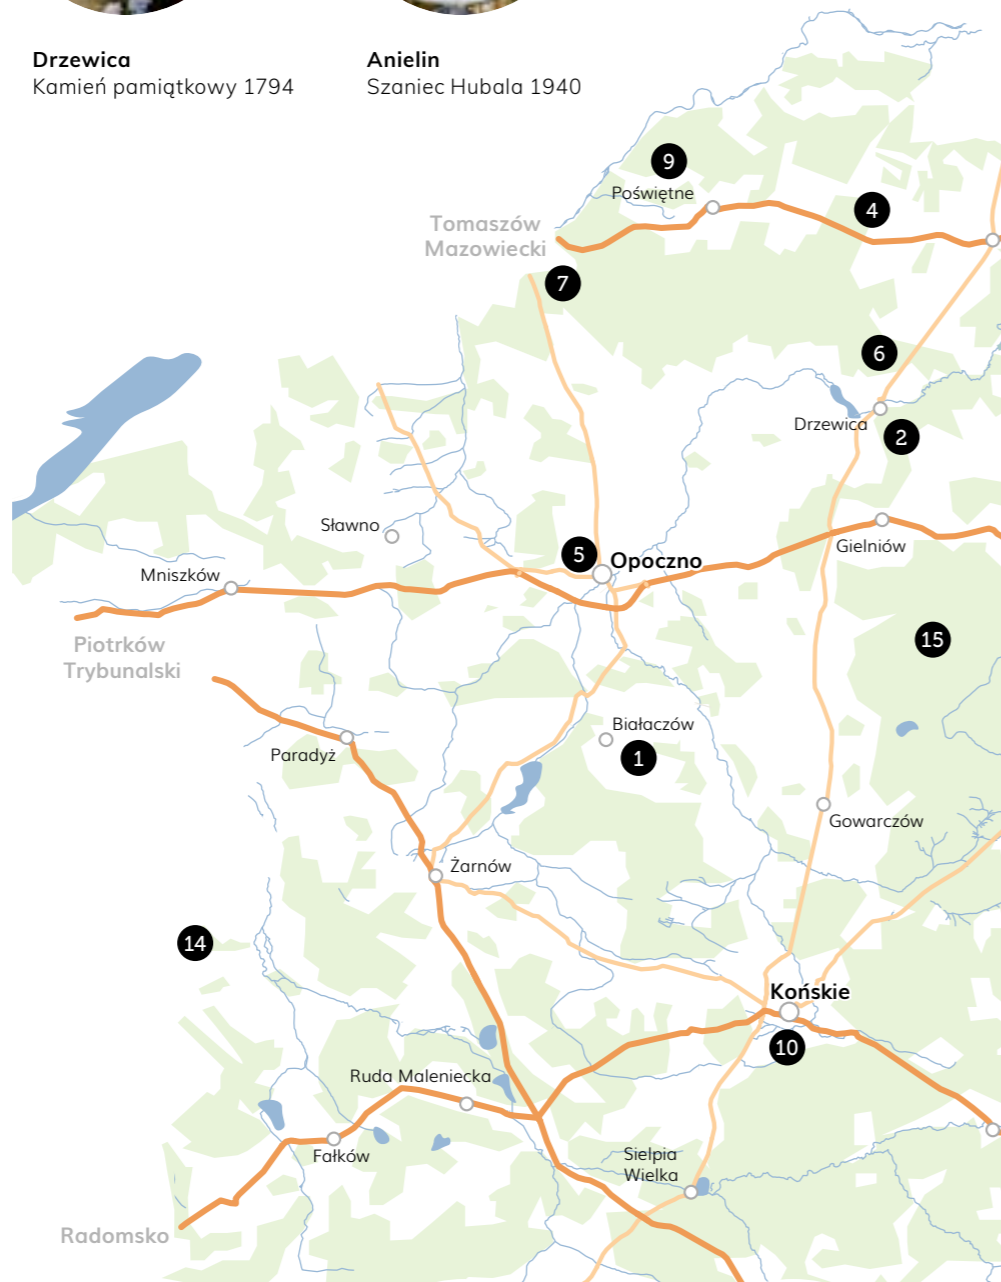 Drzewica
Kamień pamiątkowy 1794
Anielin
Szaniec Hubala 1940
9
Poświętne
4
Tomaszów
Mazowiecki
7
6
Drzewica
2
Sławno
5
Opoczno
Gielniów
Mniszków
15
Piotrków
Trybunalski
Białaczów
1
Paradyż
Gowarczów
Żarnów
14
Końskie
10
Ruda Maleniecka
Fałków
Sielpia
Wielka
Radomsko